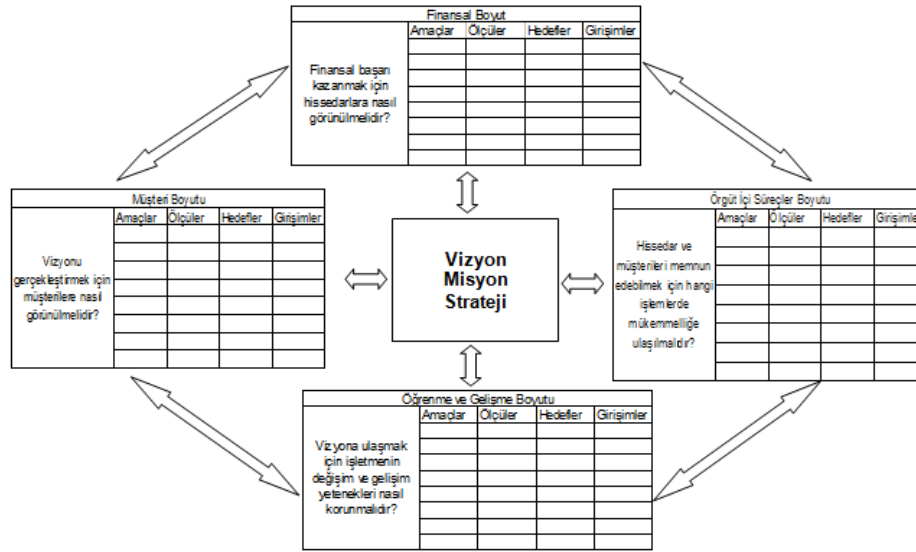 Finansal Boyut
Amaçlar Ölçüler Hedefler Girişimler
Finansal başarı
kazanmak için
hissedarlara nasıl
görünülmelidir?
Müşteri Boyutu
Amaçlar Ölçüler Hedefler Girişimler
Vizyonu
gerçekleştirmek için
müşterilere nasıl
görünülmelidir?
Vizyon
Misyon
Strateji
Örgüt İçi Süreçler Boyutu
Amaçlar Ölçüler Hedefler Girişimle
Hissedar ve
müşterileri memnun
edebilmek için hangi
işlemlerde
mükemmelliğe
ulaşılmaldır?
Öğrenme ve Gelişme Boyutu
Amaçlar Ölçüler Hedefler Girişimler
Vizyona ulaşmak
için işletmenin
değişim ve gelişim
yetenekleri nasıl
korunmalıdır?